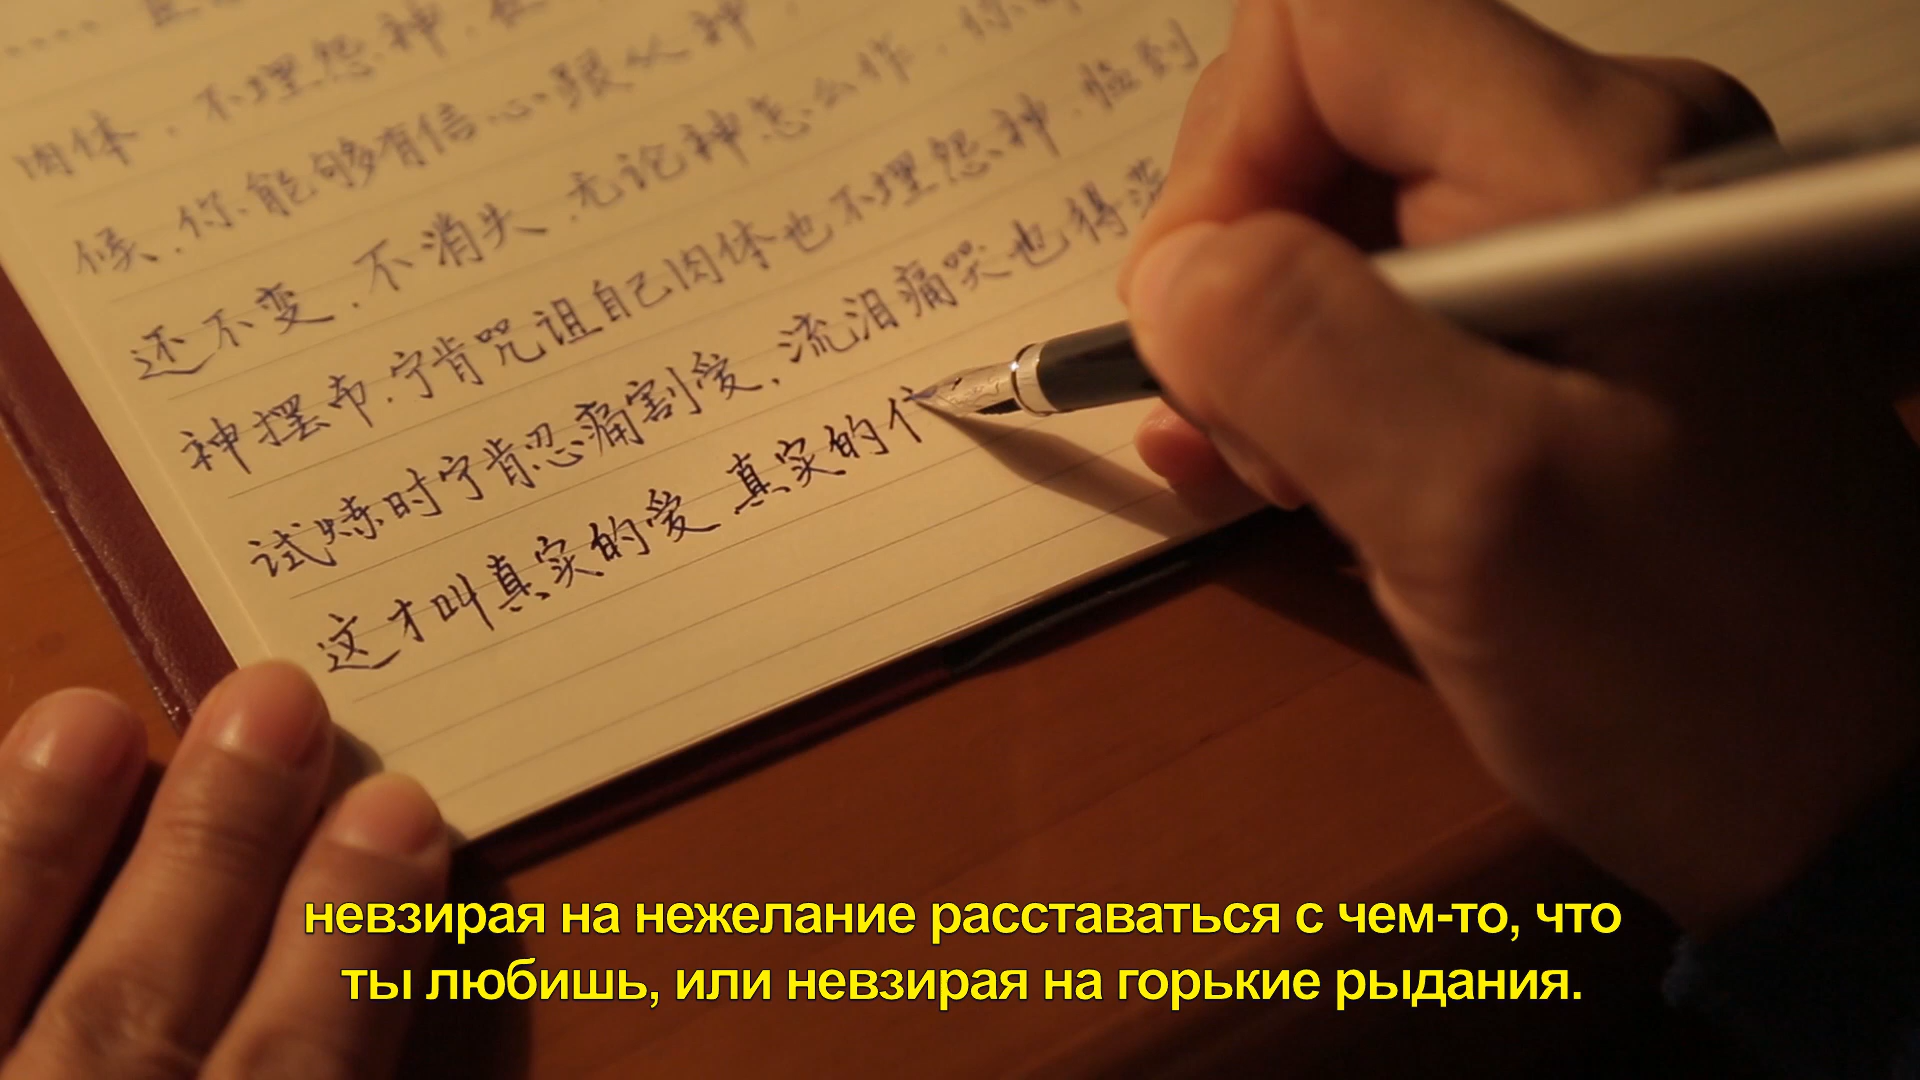 肉体,不埋怨神,在
候,你能够有信心跟从神,
还不变,不消失,无论神怎么作,你
神摆布,宁肯咒诅自己肉体也不埋怨神,临到
试炼时宁肯忍痛割爱,流泪痛哭也得
这才叫真实的爱,真实的
невзирая на нежелание расставаться с чем-то, что
ты любишь, или невзирая на горькие рыдания.